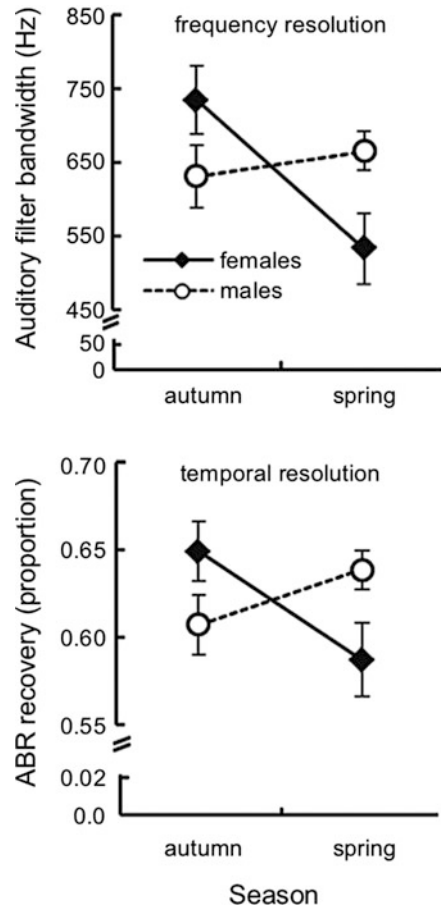 Auditory filter bandwidth (Hz)
850
750
650
550
450
50
0
frequency resolution
females
males
autumn spring
ABR recovery (proportion)
0.70
0.65
0.60
0.55
0.02
0.0
temporal resolution
autumn spring
Season